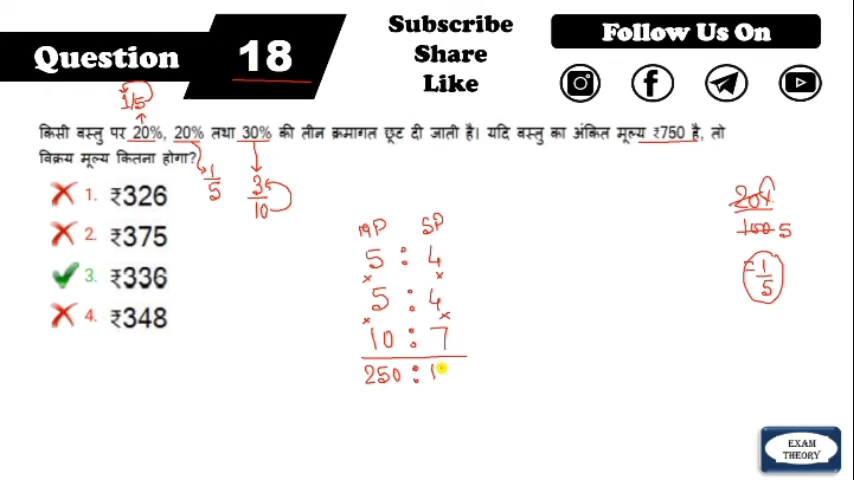 Question 18
Subscribe
Share
Like
Follow Us On
1/5
किसी वस्तु पर 20%, 20% तथा 30% की तीन क्रमागत छूट दी जाती है। यदि वस्तु का अंकित मूल्य ₹750 है, तो
विक्रय मूल्य कितना होगा?
1/5
3/10
1. ₹326
2. ₹375
3. ₹336
4. ₹348
MP SP
5 : 4
× ×
5 : 4
× ×
10 : 7
250 : 1
20%
100 5
= 1/5
EXAM
THEORY